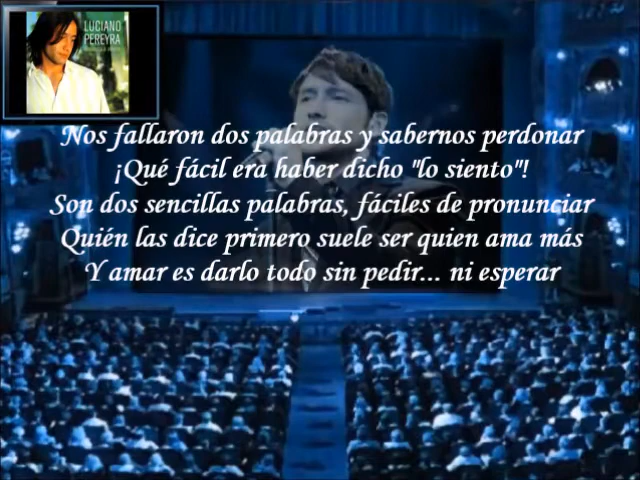 LUCIANO
PEREYRA
Nos fallaron dos palabras y sabernos perdonar
¡Qué fácil era haber dicho "lo siento"!
Son dos sencillas palabras, fáciles de pronunciar
Quién las dice primero suele ser quien ama más
Y amar es darlo todo sin pedir... ni esperar